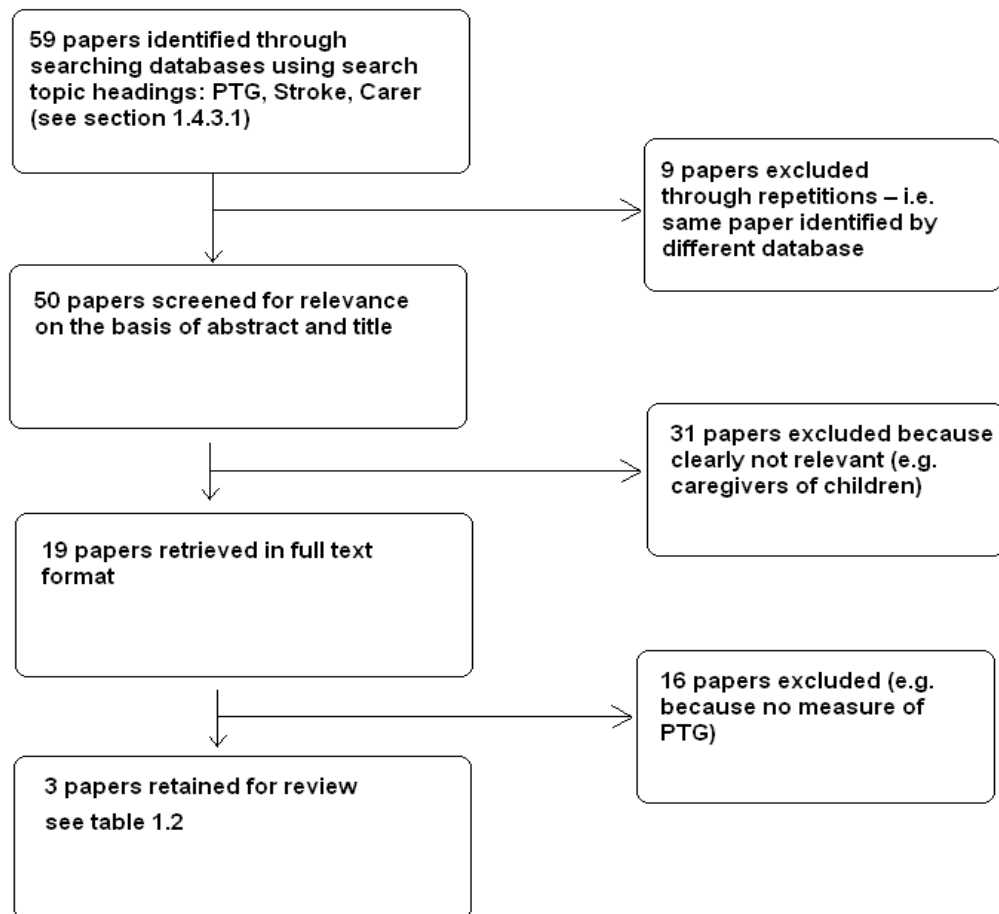 59 papers identified through
searching databases using search
topic headings: PTG, Stroke, Carer
(see section 1.4.3.1)
9 papers excluded
through repetitions – i.e.
same paper identified by
different database
50 papers screened for relevance
on the basis of abstract and title
31 papers excluded because
clearly not relevant (e.g.
caregivers of children)
19 papers retrieved in full text
format
16 papers excluded (e.g.
because no measure of
PTG)
3 papers retained for review
see table 1.2